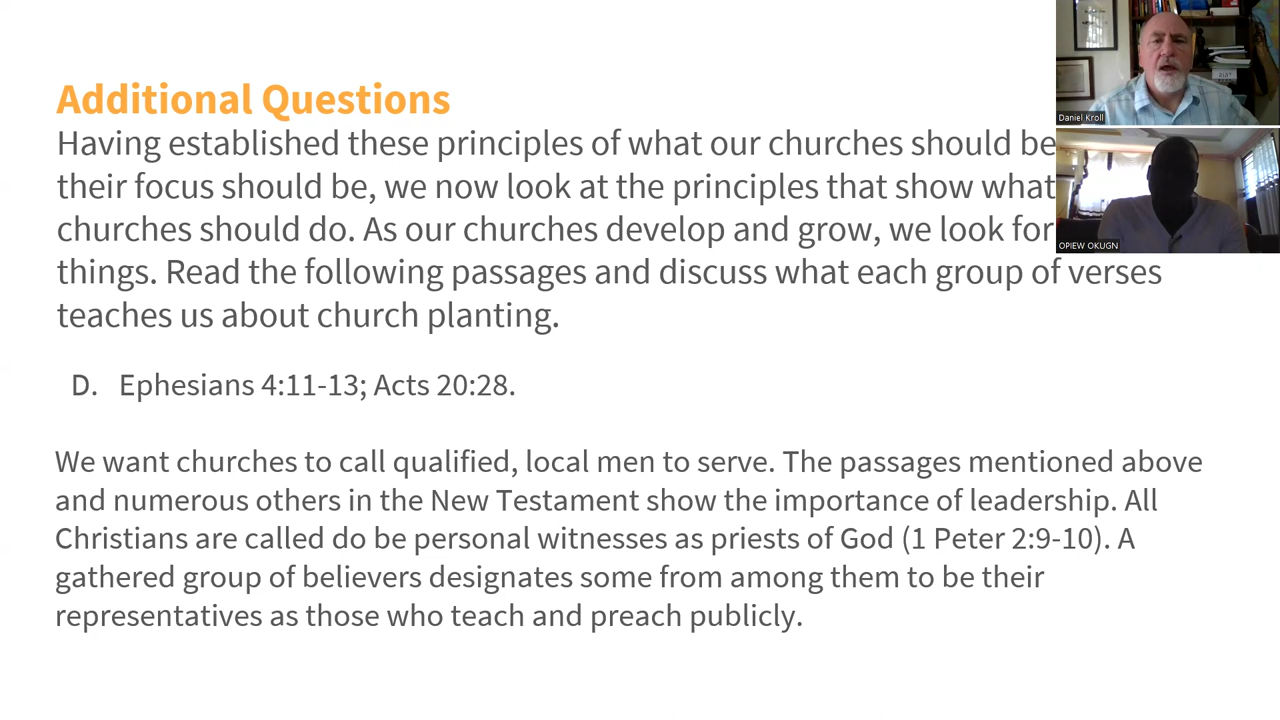 Additional Questions
Having established these principles of what our churches should be
their focus should be, we now look at the principles that show what
churches should do. As our churches develop and grow, we look for
things. Read the following passages and discuss what each group of verses
teaches us about church planting.
D. Ephesians 4:11-13; Acts 20:28.
We want churches to call qualified, local men to serve. The passages mentioned above
and numerous others in the New Testament show the importance of leadership. All
Christians are called do be personal witnesses as priests of God (1 Peter 2:9-10). A
gathered group of believers designates some from among them to be their
representatives as those who teach and preach publicly.
Daniel Kroll
OPIEW OKUGN